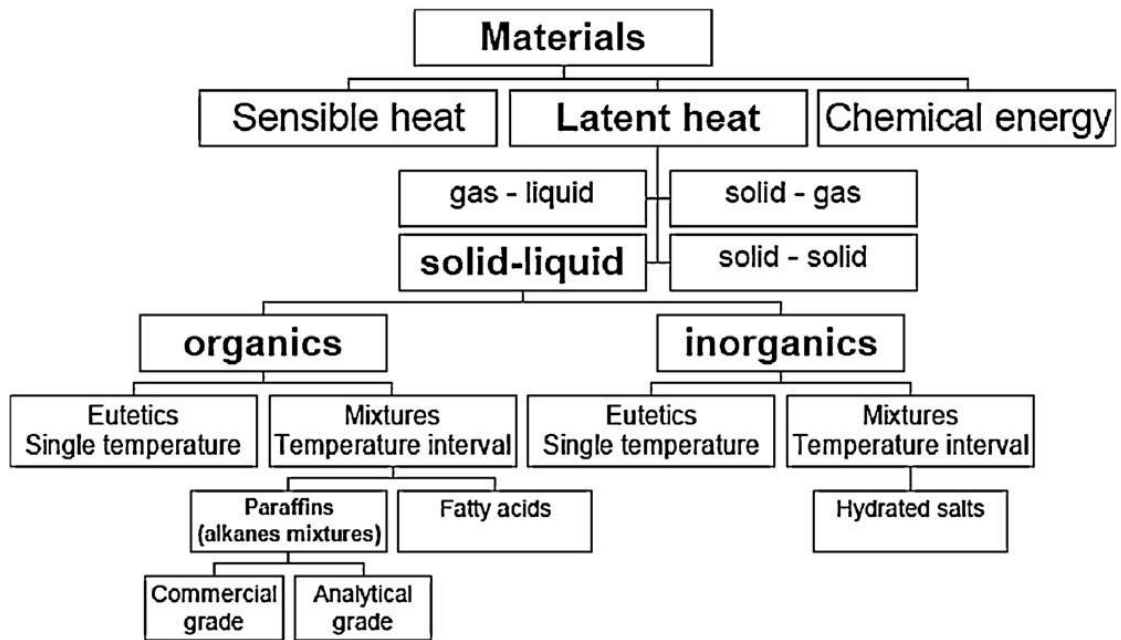 Materials
Sensible heat
Latent heat
Chemical energy
gas - liquid
solid - gas
solid-liquid
solid - solid
organics
inorganics
Eutetics
Single temperature
Mixtures
Temperature interval
Eutetics
Single temperature
Mixtures
Temperature interval
Paraffins
(alkanes mixtures)
Fatty acids
Hydrated salts
Commercial
grade
Analytical
grade